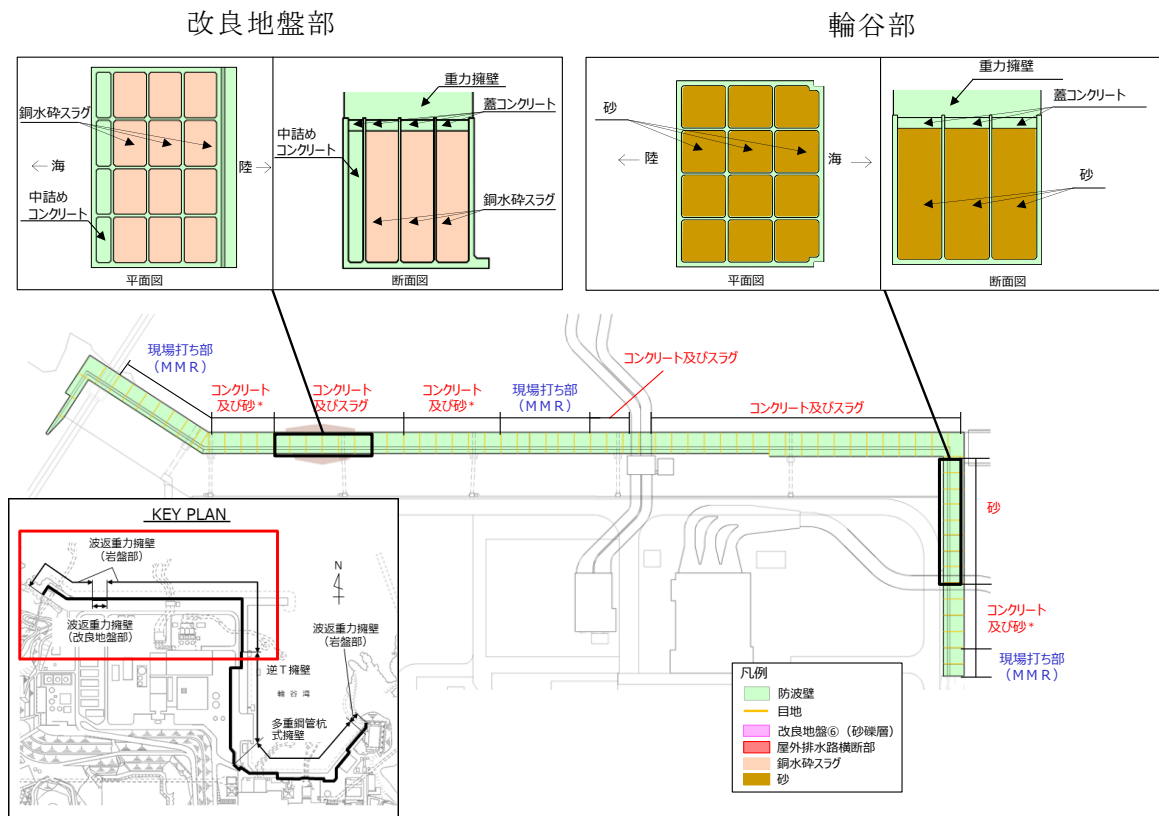 改良地盤部
輪谷部
銅水砕スラグ
← 海
陸 →
中詰め
コンクリート
平面図
重力擁壁
蓋コンクリート
中詰め
コンクリート
銅水砕スラグ
断面図
砂
← 陸
海 →
平面図
重力擁壁
蓋コンクリート
砂
断面図
現場打ち部
(MMR)
コンクリート
及び砂*
コンクリート
及びスラグ
コンクリート
及び砂*
現場打ち部
(MMR)
コンクリート及びスラグ
コンクリート及びスラグ
砂
コンクリート
及び砂*
現場打ち部
(MMR)
KEY PLAN
波返重力擁壁
(岩盤部)
N
波返重力擁壁
(改良地盤部)
波返重力擁壁
(岩盤部)
逆T擁壁
輪谷湾
多重鋼管杭
式擁壁
凡例
防波壁
目地
改良地盤⑥(砂礫層)
屋外排水路横断部
銅水砕スラグ
砂